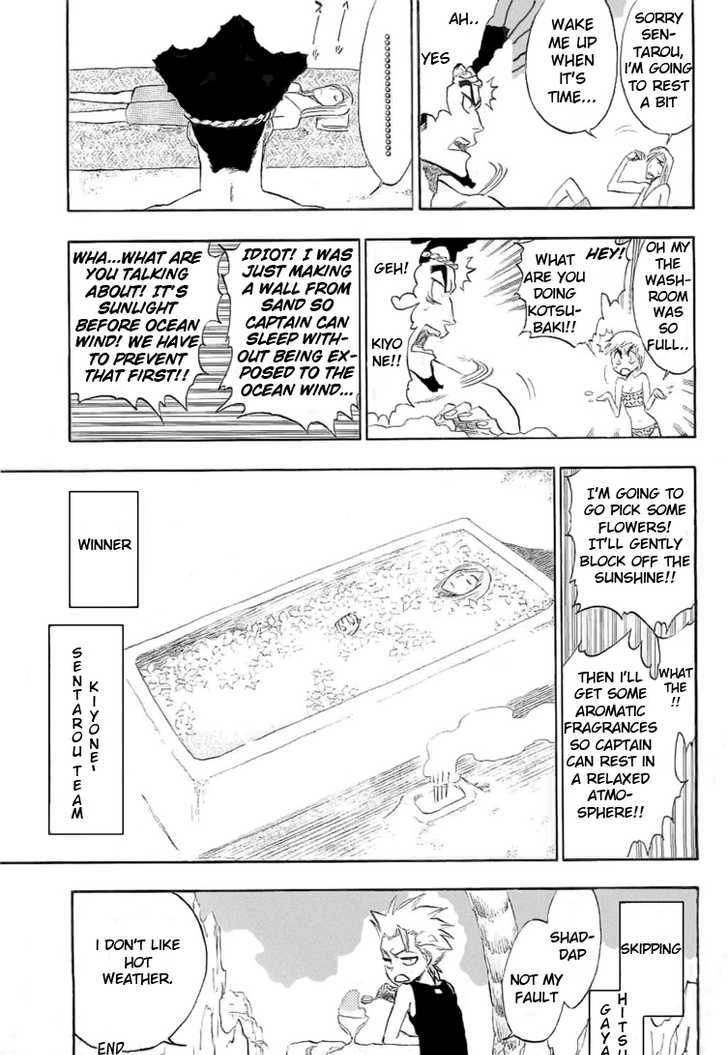 SORRY
SEN-
TAROU,
I'M GOING
TO REST
A BIT
WAKE
ME UP
WHEN
IT'S
TIME...
AH..
YES
OH MY
THE
WASH-
ROOM
WAS
SO
FULL..
HEY!
WHAT
ARE YOU
DOING
KOTSU-
BAKI!!
GEH!
KIYO
NE!!
IDIOT! I WAS
JUST MAKING
A WALL FROM
SAND SO
CAPTAIN CAN
SLEEP WITH-
OUT BEING EX-
POSED TO THE
OCEAN WIND...
WHA...WHAT ARE
YOU TALKING
ABOUT! IT'S
SUNLIGHT
BEFORE OCEAN
WIND! WE HAVE
TO PREVENT
THAT FIRST!!
I'M GOING TO
GO PICK SOME
FLOWERS!
IT'LL GENTLY
BLOCK OFF THE
SUNSHINE!!
WHAT
THE
!!
THEN I'LL
GET SOME
AROMATIC
FRAGRANCES
SO CAPTAIN
CAN REST IN
A RELAXED
ATMO-
SPHERE!!
WINNER
KIYONE-
SENTAROU TEAM
SKIPPING
HITSU
GAYA
SHAD-
DAP
NOT MY
FAULT
I DON'T LIKE
HOT
WEATHER.
END